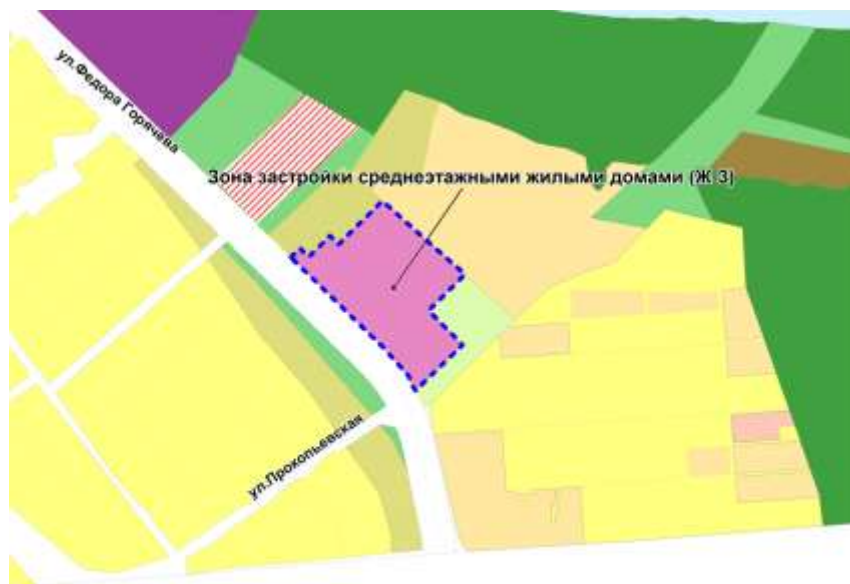 ул.Федора Горячева
Зона застройки среднеэтажными жилыми домами (Ж 3)
ул.Прокопьевская